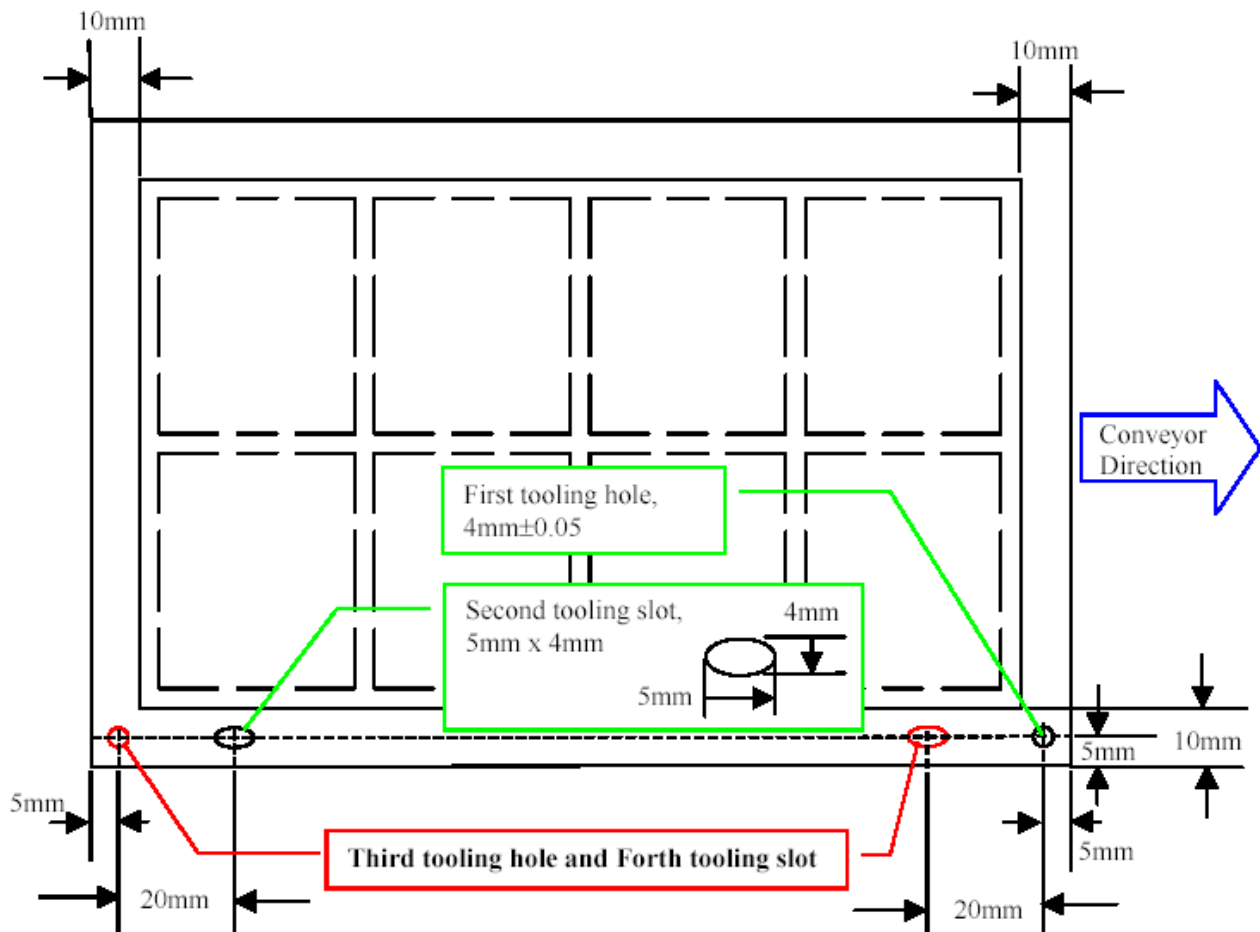 10mm
10mm
Conveyor
Direction
First tooling hole,
4mm±0.05
Second tooling slot,
5mm x 4mm
4mm
5mm
5mm
10mm
5mm
Third tooling hole and Forth tooling slot
5mm
20mm
20mm